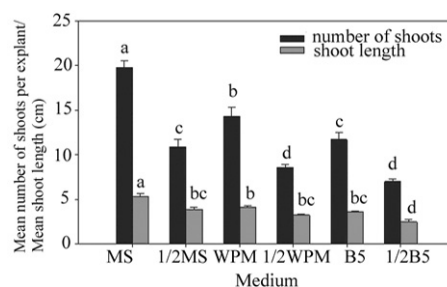 Mean number of shoots per explant/
Mean shoot length (cm)
25
20
15
10
5
0
number of shoots
shoot length
a
a
c
bc
b
b
d
bc
c
bc
d
d
MS 1/2MS WPM 1/2WPM B5 1/2B5
Medium